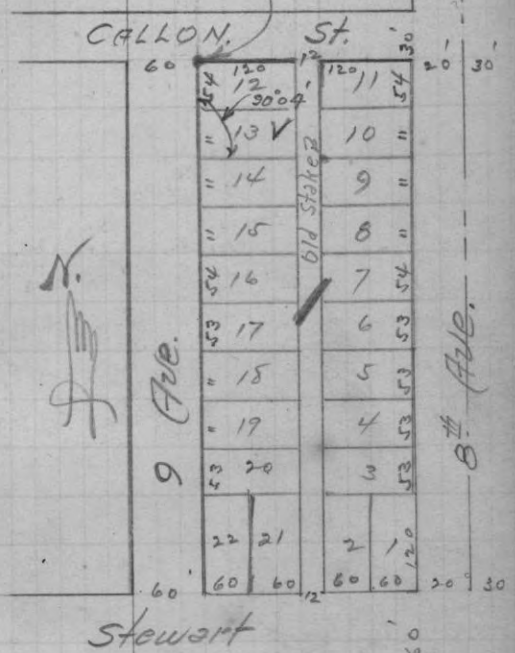 CALLON. St.
30'
60' 120 12' 120 20' 30'
54 12 11 54
90°04'
" 13 √ 10 "
" 14 9 "
" 15 8 "
54 16 7 54
53 17 6 53
" 18 5 53
" 19 4 53
53 20 3 53
22 21 2 1 120
60' 60 60 12 60 60 20' 30
Old Stakes
N.
9 Ave.
8th Ave.
Stewart